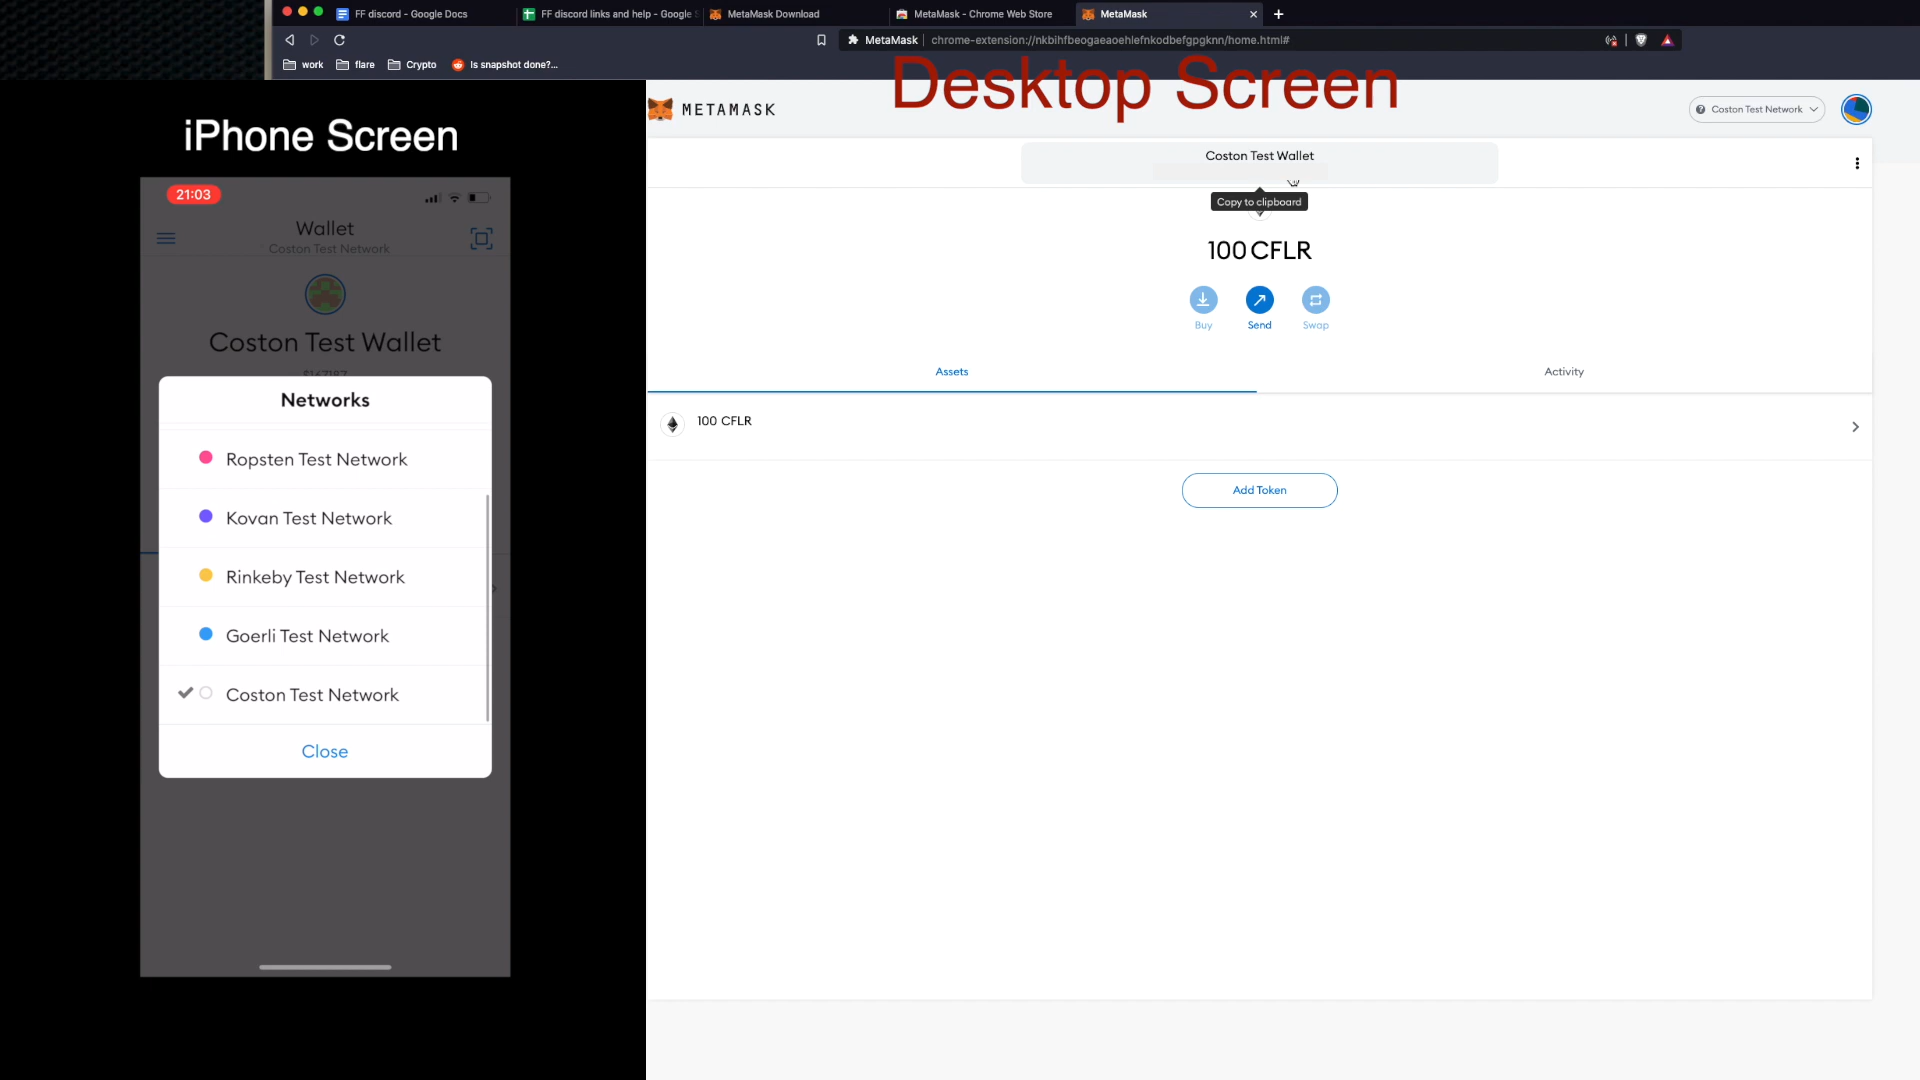 FF discord - Google Docs
FF discord links and help - Google S
MetaMask Download
MetaMask - Chrome Web Store
MetaMask
MetaMask
chrome-extension://nkbihfbeogaeaoehlefnkodbefgpgknn/home.html#
work
flare
Crypto
Is snapshot done?...
Desktop Screen
iPhone Screen
METAMASK
Coston Test Network
Coston Test Wallet
Copy to clipboard
100 CFLR
Buy
Send
Swap
Assets
Activity
100 CFLR
Add Token
21:03
Wallet
Coston Test Network
Coston Test Wallet
Networks
Ropsten Test Network
Kovan Test Network
Rinkeby Test Network
Goerli Test Network
Coston Test Network
Close